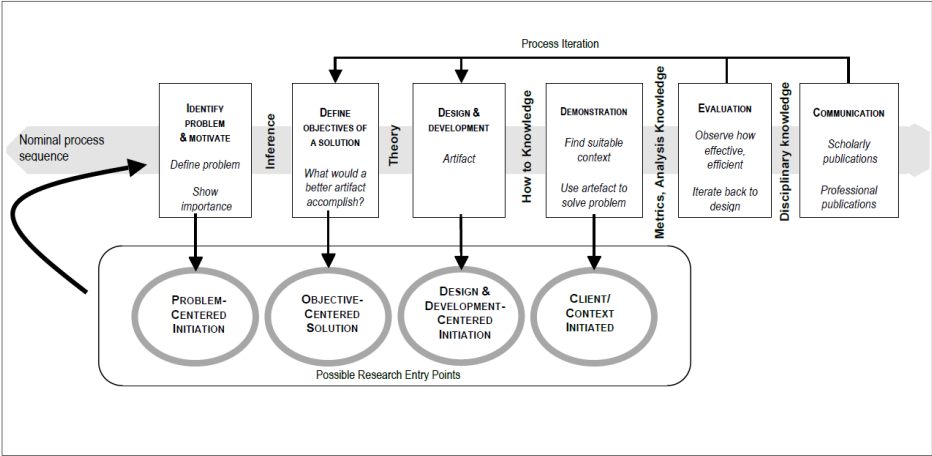 Process Iteration
Nominal process
sequence
IDENTIFY
PROBLEM
& MOTIVATE
Define problem
Show
importance
Inference
DEFINE
OBJECTIVES OF
A SOLUTION
What would a
better artifact
accomplish?
Theory
DESIGN &
DEVELOPMENT
Artifact
How to Knowledge
DEMONSTRATION
Find suitable
context
Use artefact to
solve problem
Metrics, Analysis Knowledge
EVALUATION
Observe how
effective,
efficient
Iterate back to
design
Disciplinary knowledge
COMMUNICATION
Scholarly
publications
Professional
publications
PROBLEM-
CENTERED
INITIATION
OBJECTIVE-
CENTERED
SOLUTION
DESIGN &
DEVELOPMENT-
CENTERED
INITIATION
CLIENT/
CONTEXT
INITIATED
Possible Research Entry Points